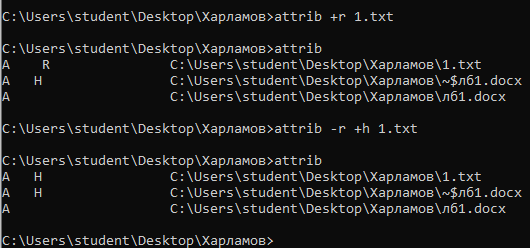 C:\Users\student\Desktop\Харламов>attrib +r 1.txt
C:\Users\student\Desktop\Харламов>attrib
A    R               C:\Users\student\Desktop\Харламов\1.txt
A   H                C:\Users\student\Desktop\Харламов\~$лб1.docx
A                    C:\Users\student\Desktop\Харламов\лб1.docx
C:\Users\student\Desktop\Харламов>attrib -r +h 1.txt
C:\Users\student\Desktop\Харламов>attrib
A   H                C:\Users\student\Desktop\Харламов\1.txt
A   H                C:\Users\student\Desktop\Харламов\~$лб1.docx
A                    C:\Users\student\Desktop\Харламов\лб1.docx
C:\Users\student\Desktop\Харламов>